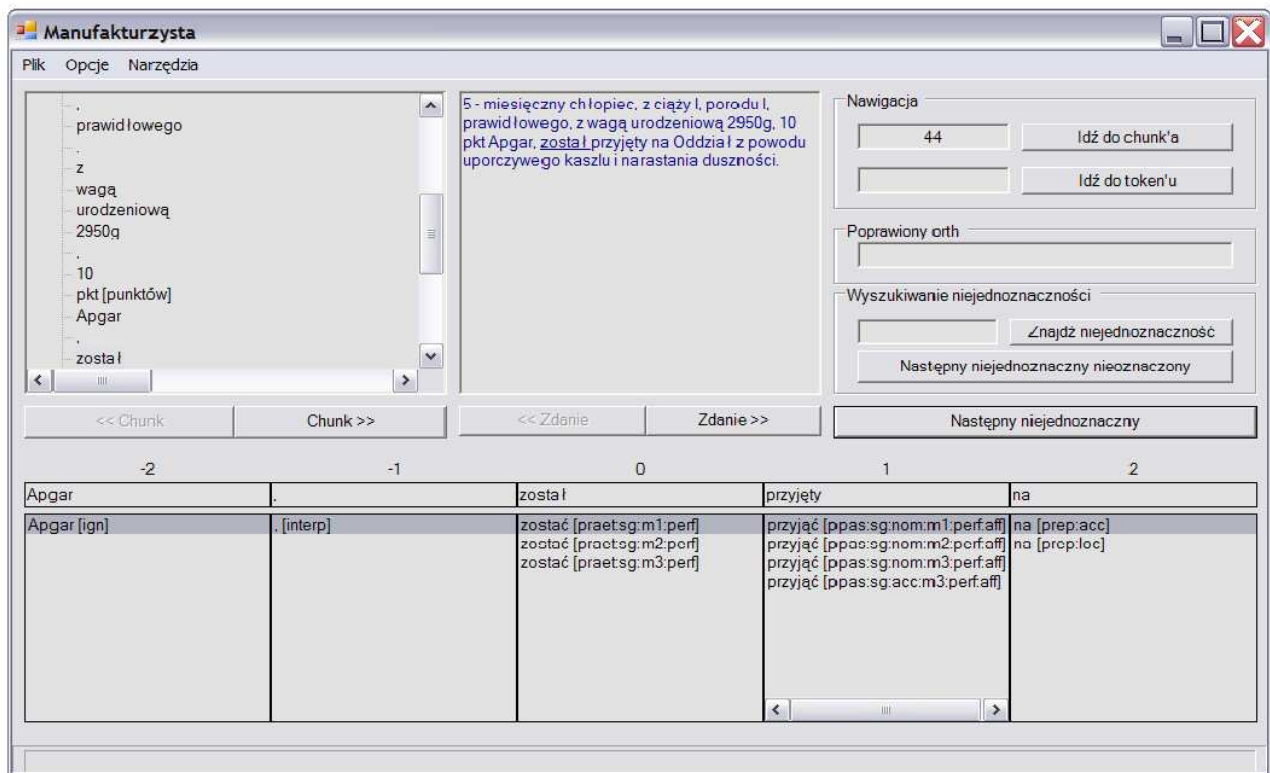 Manufakturzysta
Plik Opcje Narzędzia
,
prawidłowego
,
z
wagą
urodzeniową
2950g
,
10
pkt [punktów]
Apgar
,
został
<< Chunk
Chunk >>
5 - miesięczny chłopiec, z ciąży I, porodu I,
prawidłowego, z wagą urodzeniową 2950g, 10
pkt Apgar, został przyjęty na Oddział z powodu
uporczywego kaszlu i narastania duszności.
<< Zdanie
Zdanie >>
Nawigacja
44
Idź do chunk'a
Idź do token'u
Poprawiony orth
Wyszukiwanie niejednoznaczności
Znajdź niejednoznaczność
Następny niejednoznaczny nieoznaczony
Następny niejednoznaczny
-2 -1 0 1 2
Apgar , został przyjęty na
Apgar [ign] , [interp] zostać [praet:sg:m1:perf] przyjąć [ppas:sg:nom:m1:perf:aff] na [prep:acc]
zostać [praet:sg:m2:perf] przyjąć [ppas:sg:nom:m2:perf:aff] na [prep:loc]
zostać [praet:sg:m3:perf] przyjąć [ppas:sg:nom:m3:perf:aff]
przyjąć [ppas:sg:acc:m3:perf:aff]